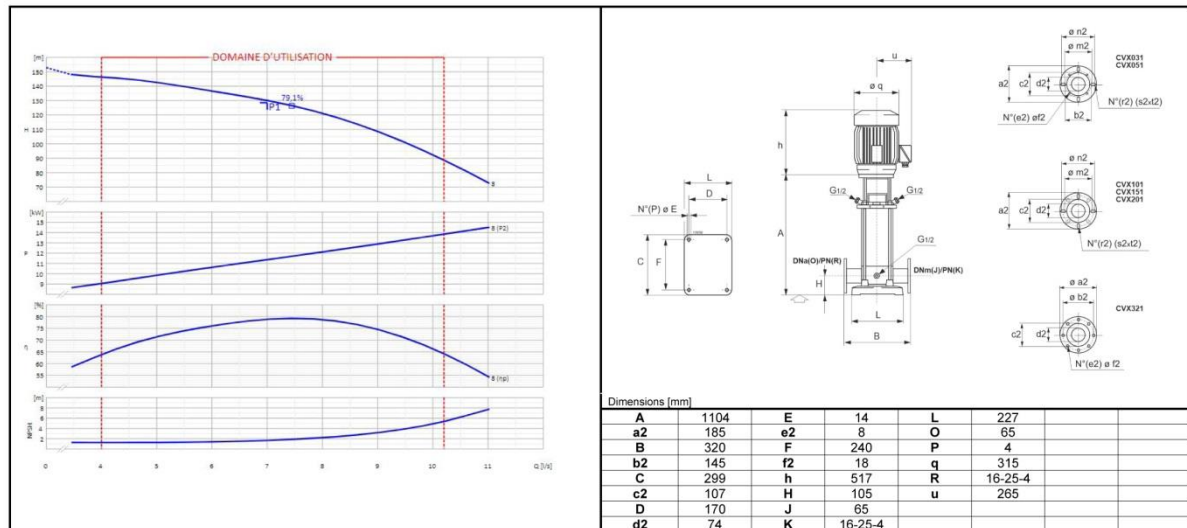 DOMAINE D'UTILISATION
[m]
150
140
130
120
110
100
90
80
70
H
79,1%
P1
8
[kW]
15
14
13
12
11
10
9
P
8 (P2)
[%]
80
75
70
65
60
55
8 (hp)
[m]
8
6
4
2
NPSH
0 4 5 6 7 8 9 10 11 Q [l/s]
L
D
N°(P) ø E
C
F
u
ø q
h
A
G1/2
G1/2
G1/2
DNa(O)/PN(R)
DNm(J)/PN(K)
H
L
B
ø n2
ø m2
CVX031
CVX051
a2
c2
d2
N°(r2) (s2xt2)
N°(e2) øf2
b2
ø n2
ø m2
CVX101
CVX151
CVX201
a2
c2
d2
N°(r2) (s2xt2)
ø a2
ø b2
CVX321
c2
d2
N°(e2) ø f2
Dimensions [mm]
A 1104 E 14 L 227
a2 185 e2 8 O 65
B 320 F 240 P 4
b2 145 f2 18 q 315
C 299 h 517 R 16-25-4
c2 107 H 105 u 265
D 170 J 65
d2 74 K 16-25-4